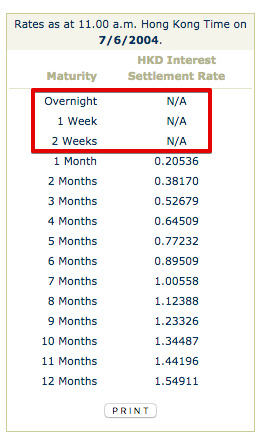 Rates as at 11.00 a.m. Hong Kong Time on
7/6/2004.
Maturity HKD Interest
Settlement Rate
Overnight N/A
1 Week N/A
2 Weeks N/A
1 Month 0.20536
2 Months 0.38170
3 Months 0.52679
4 Months 0.64509
5 Months 0.77232
6 Months 0.89509
7 Months 1.00558
8 Months 1.12388
9 Months 1.23326
10 Months 1.34487
11 Months 1.44196
12 Months 1.54911
PRINT